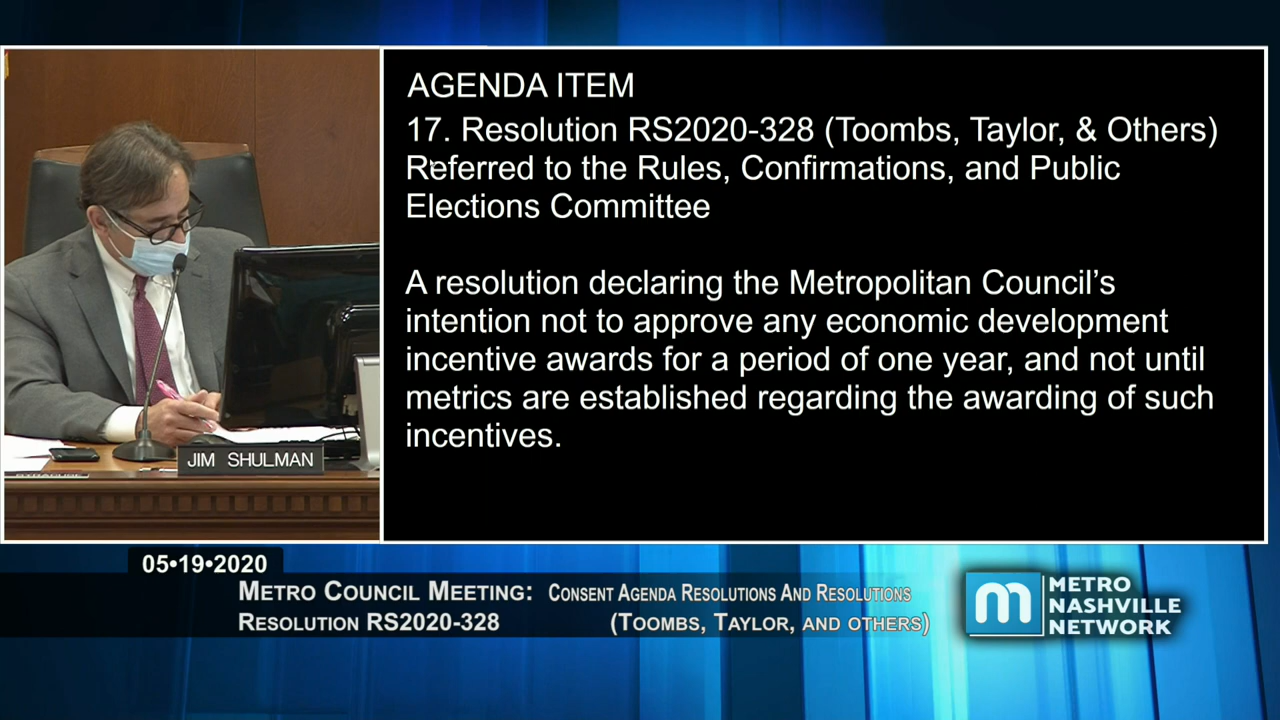 AGENDA ITEM
17. Resolution RS2020-328 (Toombs, Taylor, & Others)
Referred to the Rules, Confirmations, and Public
Elections Committee
A resolution declaring the Metropolitan Council's
intention not to approve any economic development
incentive awards for a period of one year, and not until
metrics are established regarding the awarding of such
incentives.
JIM SHULMAN
05•19•2020
METRO COUNCIL MEETING: CONSENT AGENDA RESOLUTIONS AND RESOLUTIONS
RESOLUTION RS2020-328 (TOOMBS, TAYLOR, AND OTHERS)
m METRO
NASHVILLE
NETWORK